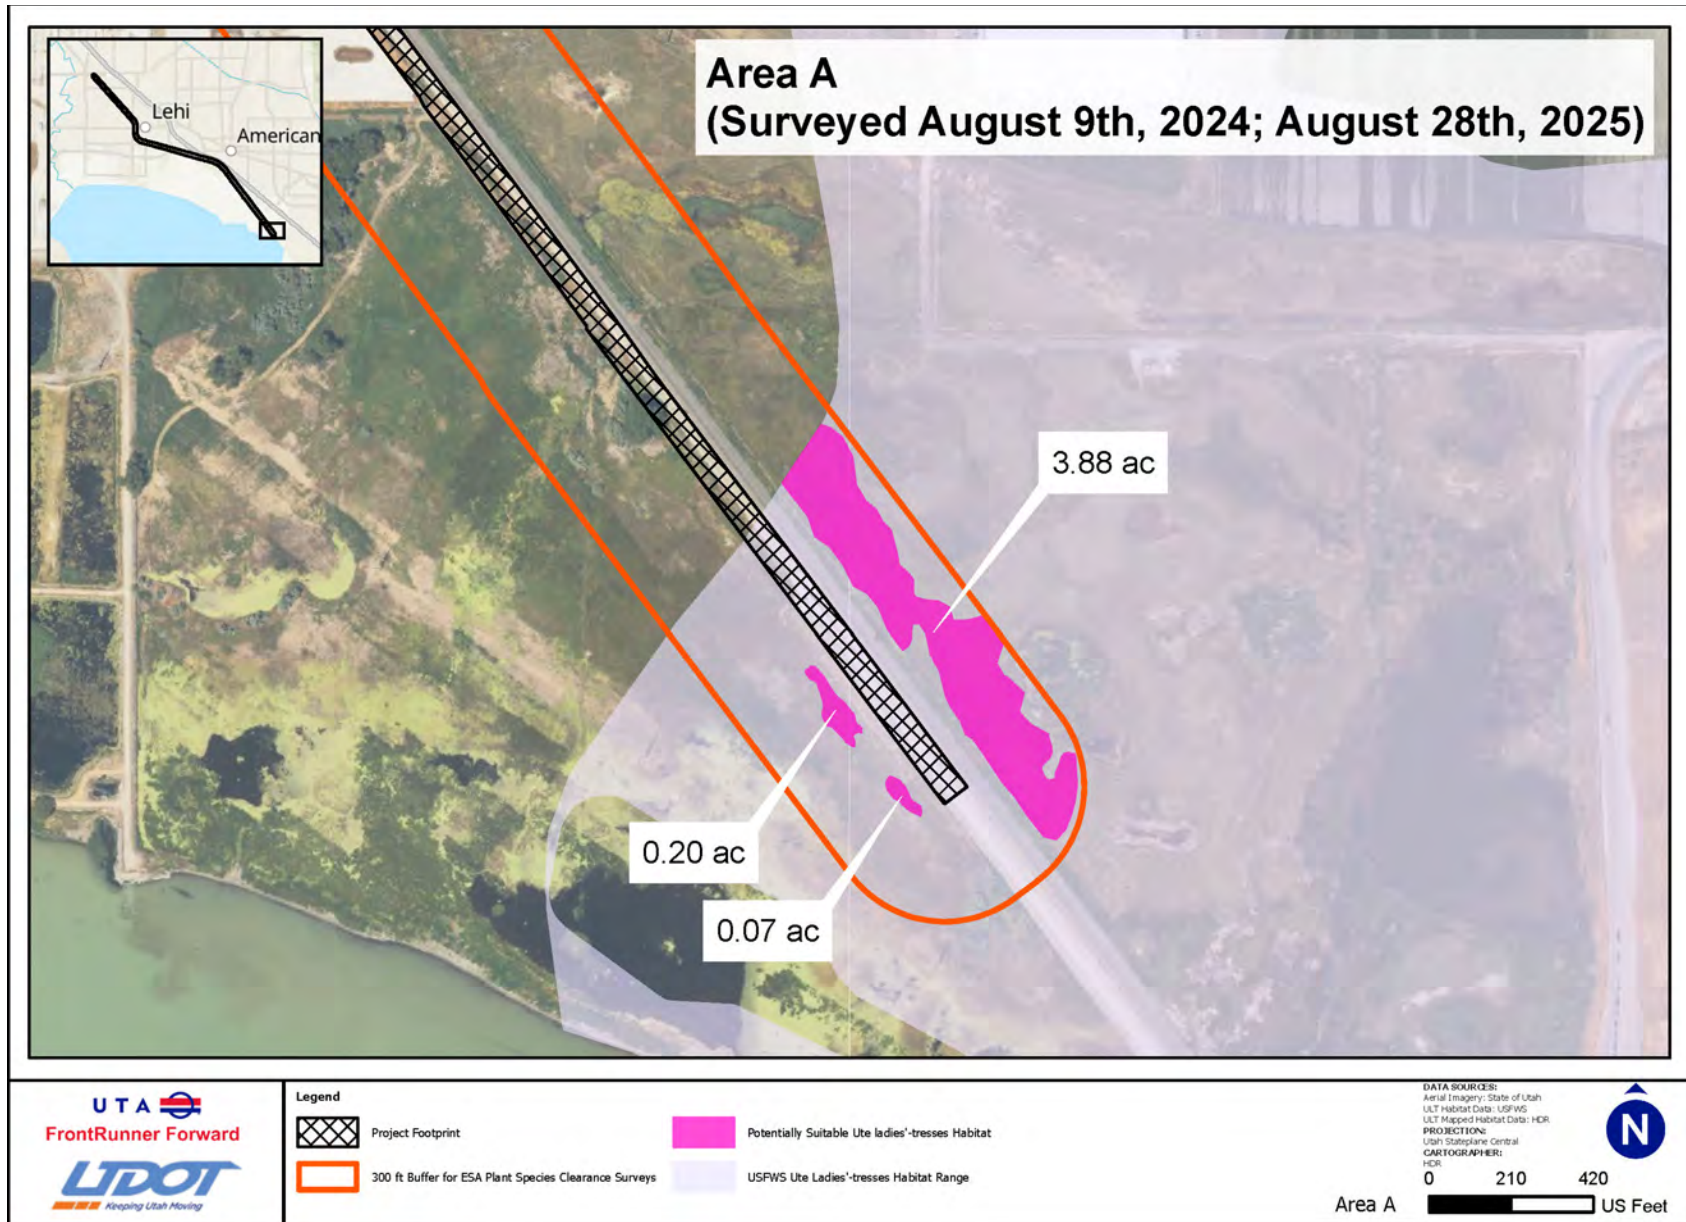 Lehi
American
Area A
(Surveyed August 9th, 2024; August 28th, 2025)
3.88 ac
0.20 ac
0.07 ac
UTA
FrontRunner Forward
UDOT
Keeping Utah Moving
Legend
Project Footprint
300 ft Buffer for ESA Plant Species Clearance Surveys
Potentially Suitable Ute ladies'-tresses Habitat
USFWS Ute Ladies'-tresses Habitat Range
DATA SOURCES:
Aerial Imagery: State of Utah
ULT Habitat Data: USFWS
ULT Mapped Habitat Data: HDR
PROJECTION:
Utah Stateplane Central
CARTOGRAPHER:
HDR
N
0 210 420
US Feet
Area A